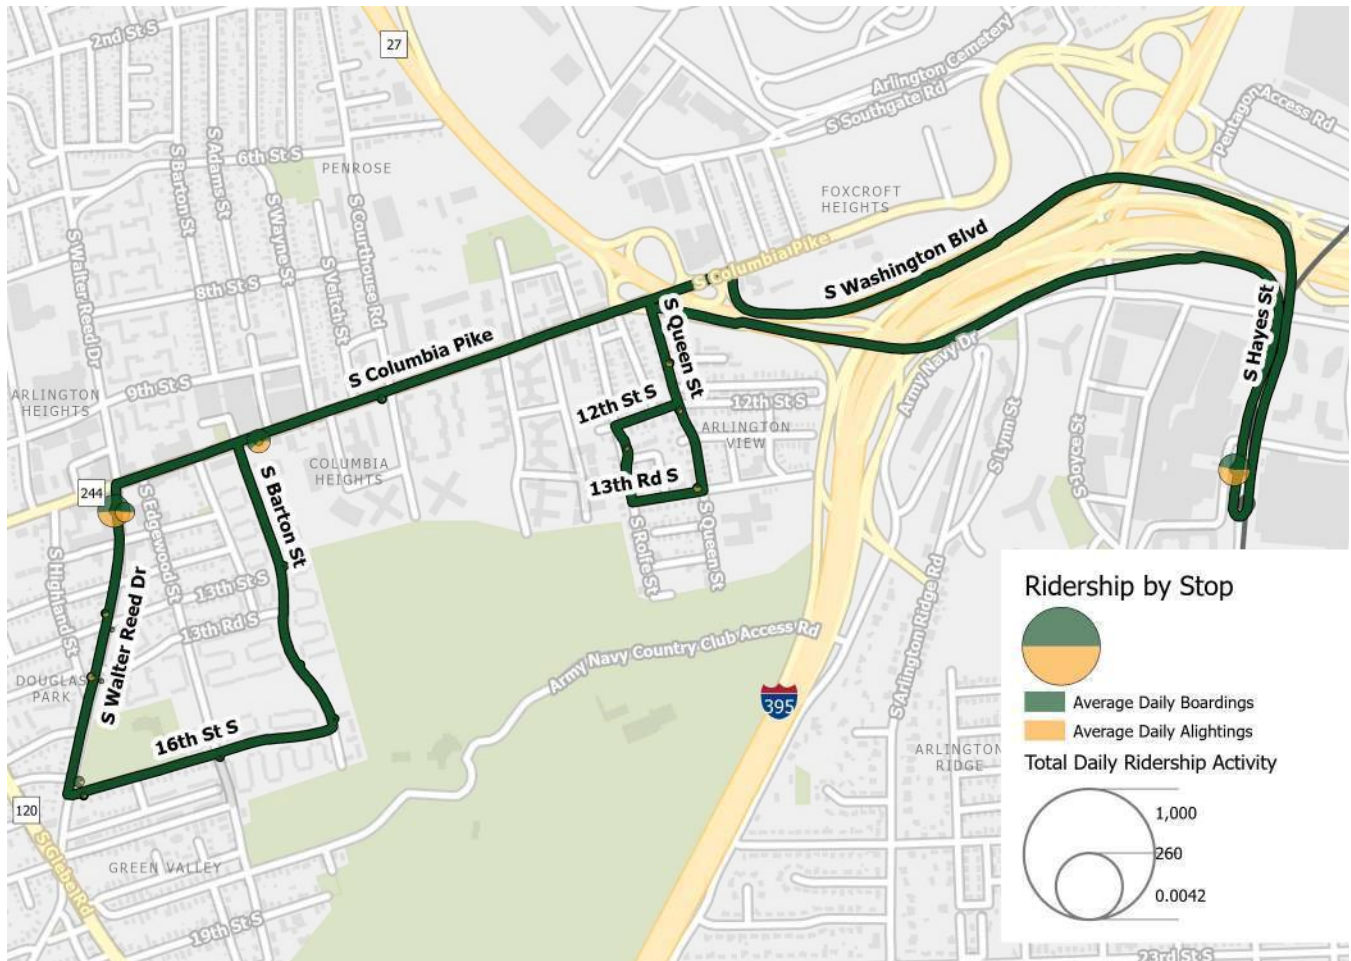 2nd St S
27
Arlington Cemetery
S Southgate Rd
Pentagon
Access Rd
S Adams St
S Barton St
6th St S
PENROSE
S Wayne St
S Courthouse Rd
FOXCROFT
HEIGHTS
S Walter Reed Dr
S Veitch St
8th St S
S Columbia Pike
S Washington Blvd
S Hayes St
S Columbia Pike
S Queen St
Army Navy Dr
9th St S
ARLINGTON
HEIGHTS
12th St S
12th St S
ARLINGTON
VIEW
S Lynn St
S Joyce St
COLUMBIA
HEIGHTS
13th Rd S
244
S Edgewood St
S Barton St
S Rolfe St
S Queen St
S Highland St
13th St S
13th Rd S
S Walter Reed Dr
DOUGLAS
PARK
Army Navy Country Club Access Rd
S Arlington Ridge Rd
395
16th St S
ARLINGTON
RIDGE
120
S Glebe Rd
GREEN VALLEY
19th St S
23rd St S
Ridership by Stop
Average Daily Boardings
Average Daily Alightings
Total Daily Ridership Activity
1,000
260
0.0042